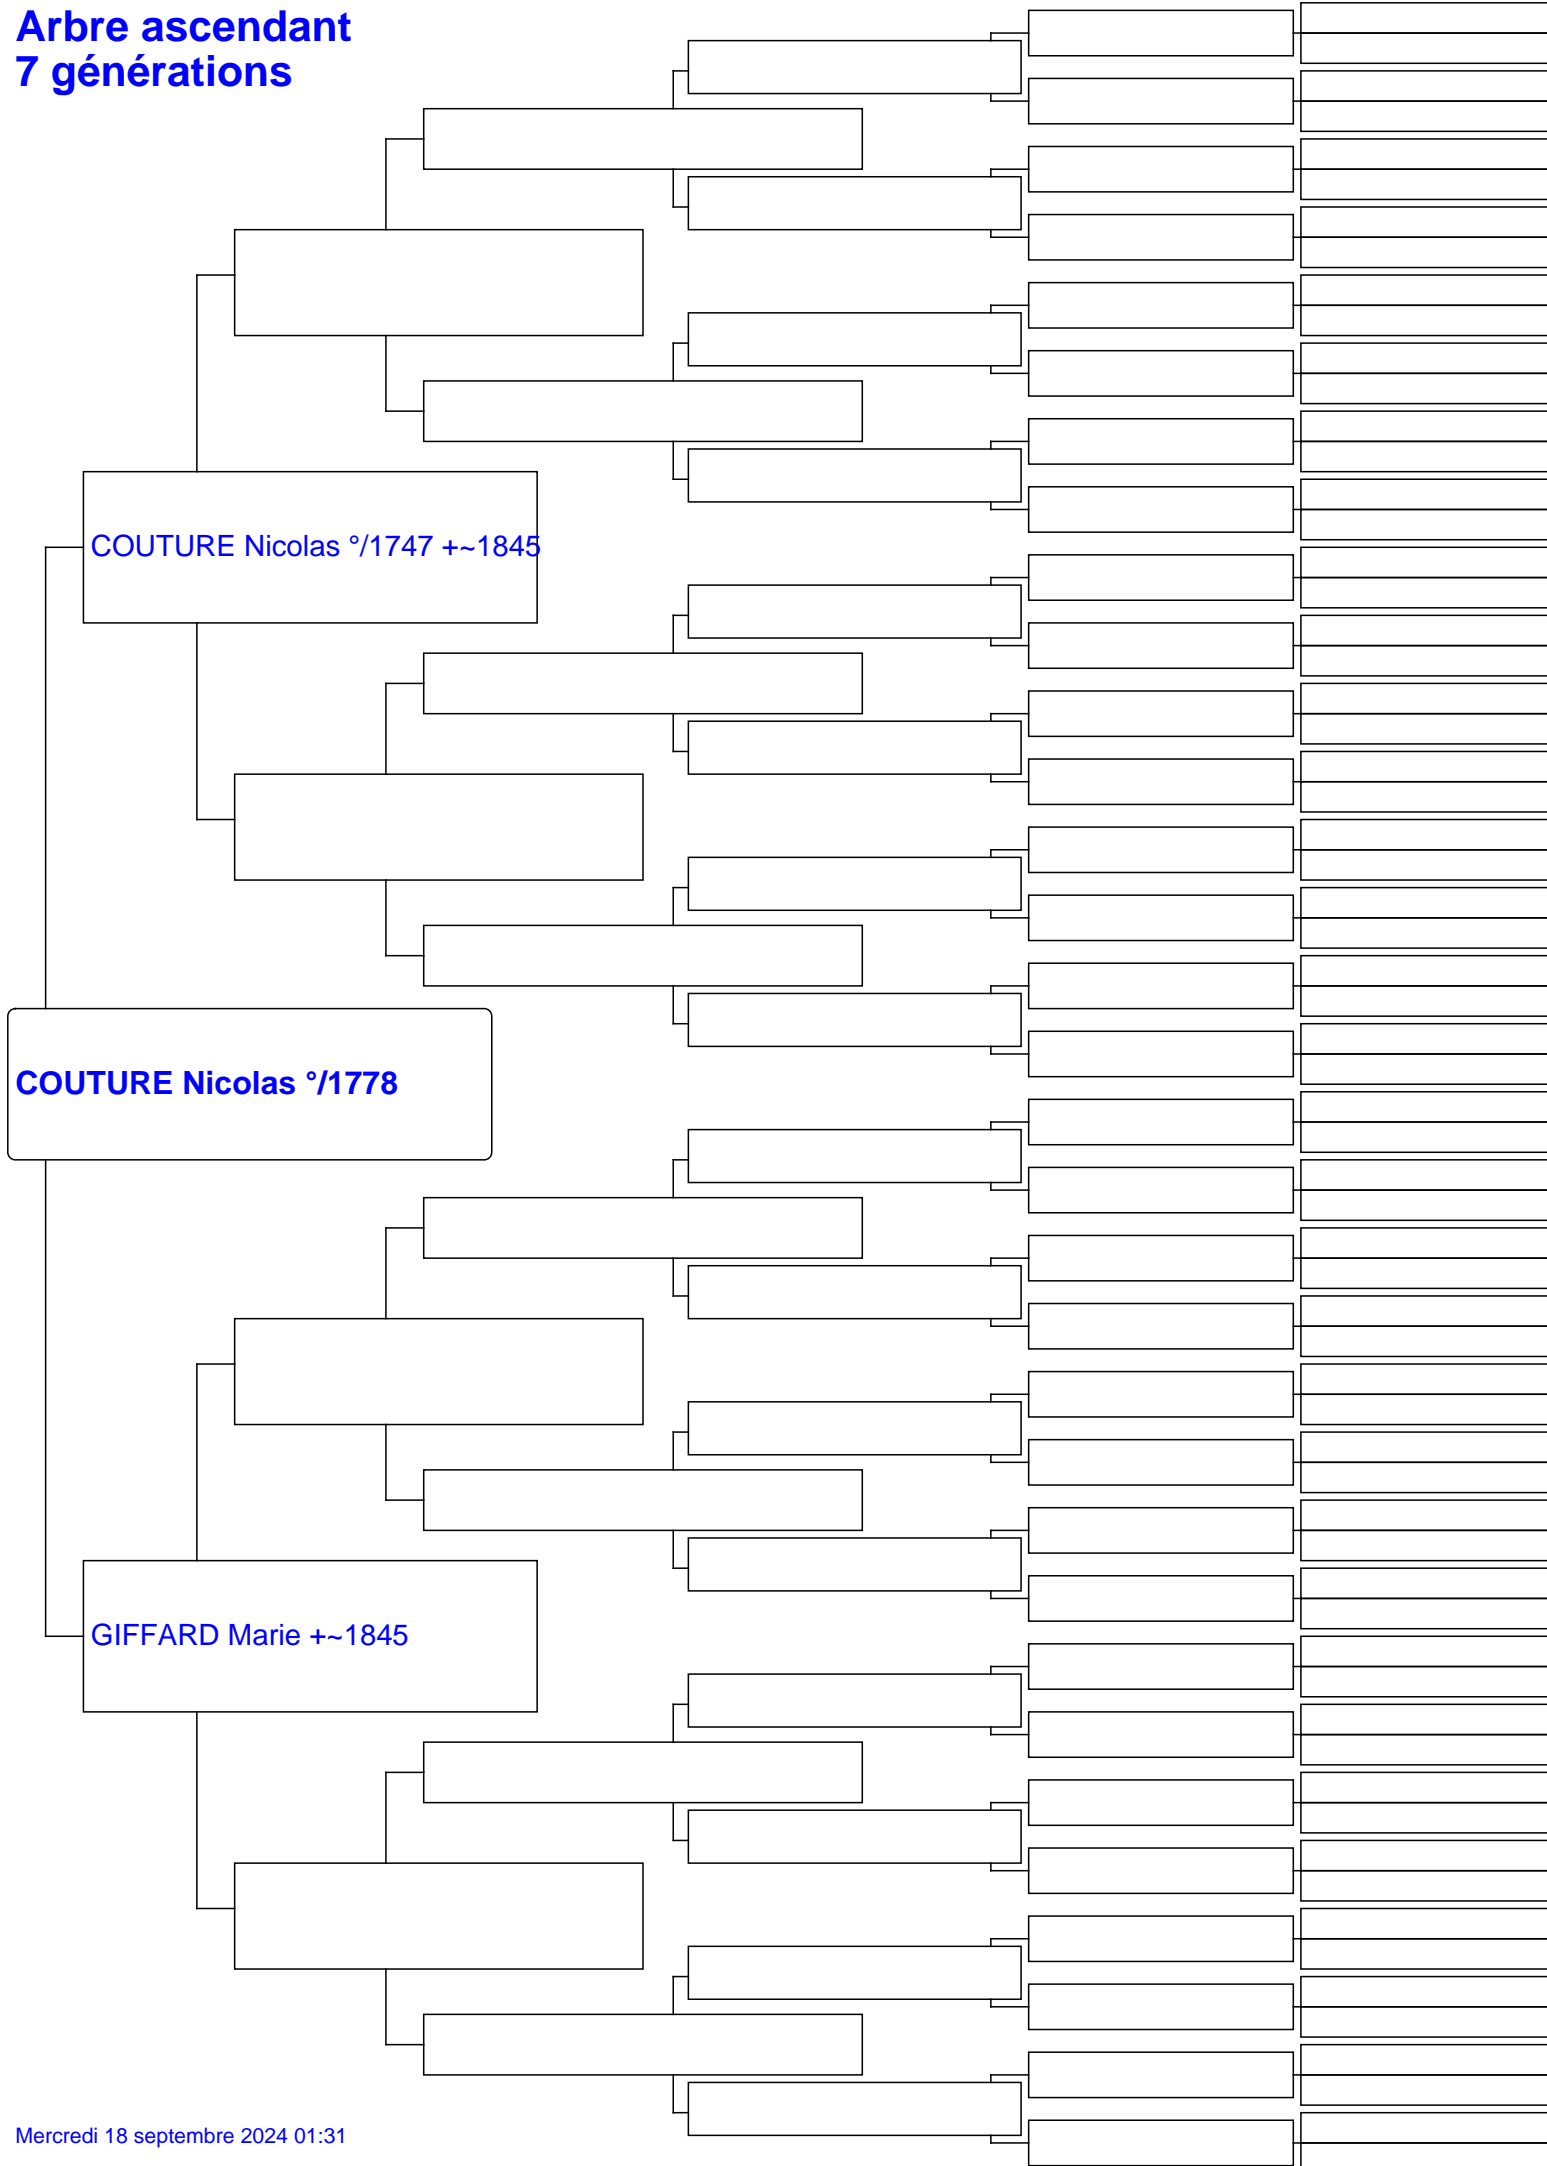 Arbre ascendant
7 générations
COUTURE Nicolas °/1747 +~1845
COUTURE Nicolas °/1778
GIFFARD Marie +~1845
Mercredi 18 septembre 2024 01:31